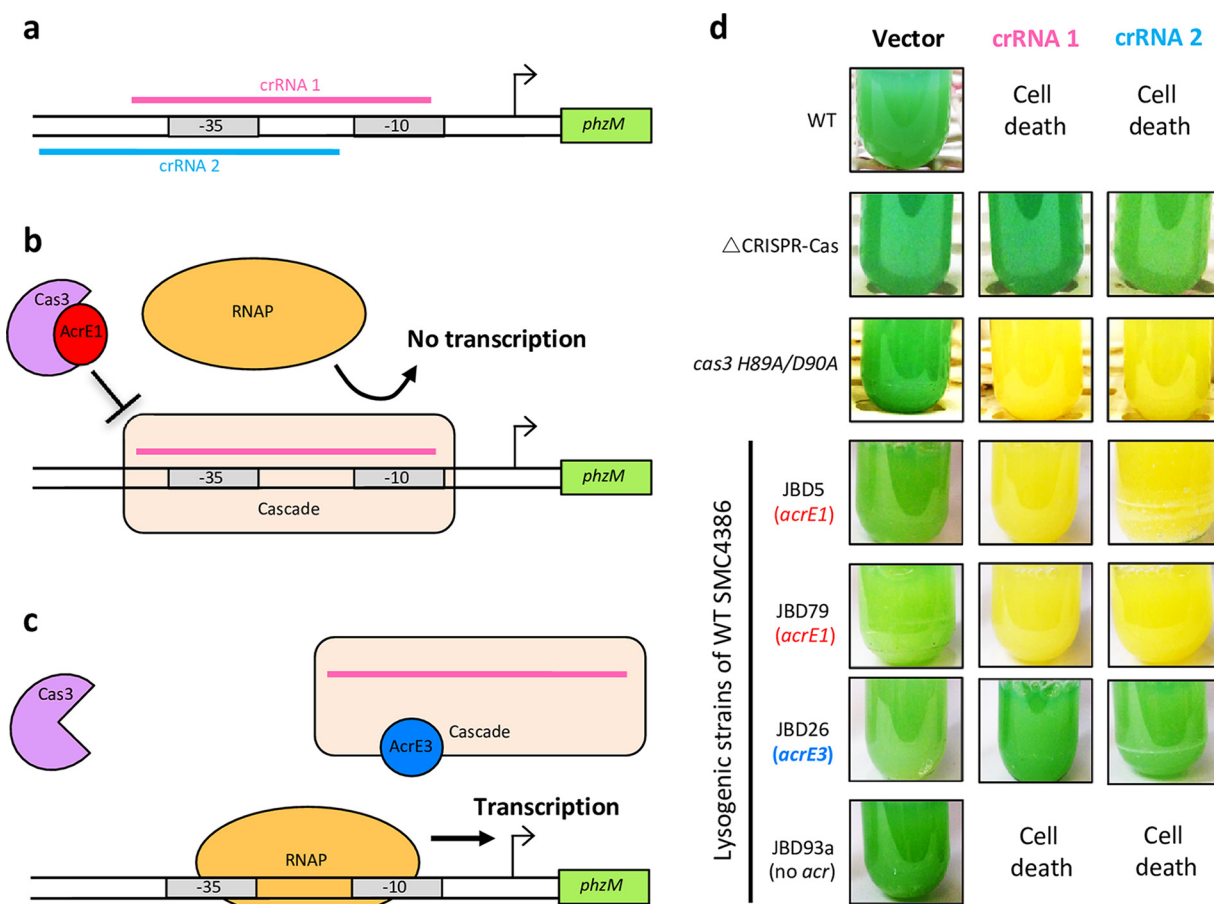 a
crRNA 1
-35
-10
phzM
crRNA 2
b
Cas3
AcrE1
RNAP
No transcription
-35
-10
phzM
Cascade
c
Cas3
AcrE3
Cascade
Transcription
RNAP
-35
-10
phzM
d
Vector crRNA 1 crRNA 2
WT
Cell death
Cell death
△CRISPR-Cas
cas3 H89A/D90A
Lysogenic strains of WT SMC4386
JBD5
(acrE1)
JBD79
(acrE1)
JBD26
(acrE3)
JBD93a
(no acr)
Cell death
Cell death